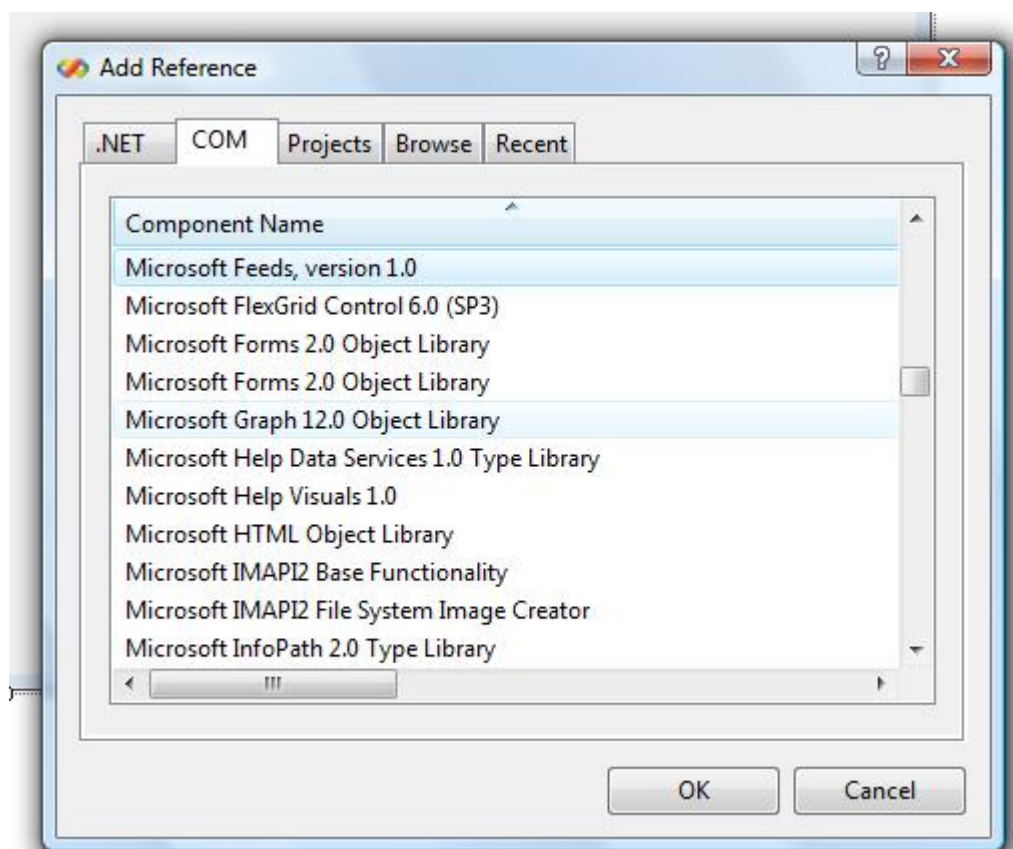 Add Reference
.NET COM Projects Browse Recent
Component Name
Microsoft Feeds, version 1.0
Microsoft FlexGrid Control 6.0 (SP3)
Microsoft Forms 2.0 Object Library
Microsoft Forms 2.0 Object Library
Microsoft Graph 12.0 Object Library
Microsoft Help Data Services 1.0 Type Library
Microsoft Help Visuals 1.0
Microsoft HTML Object Library
Microsoft IMAPI2 Base Functionality
Microsoft IMAPI2 File System Image Creator
Microsoft InfoPath 2.0 Type Library
OK Cancel